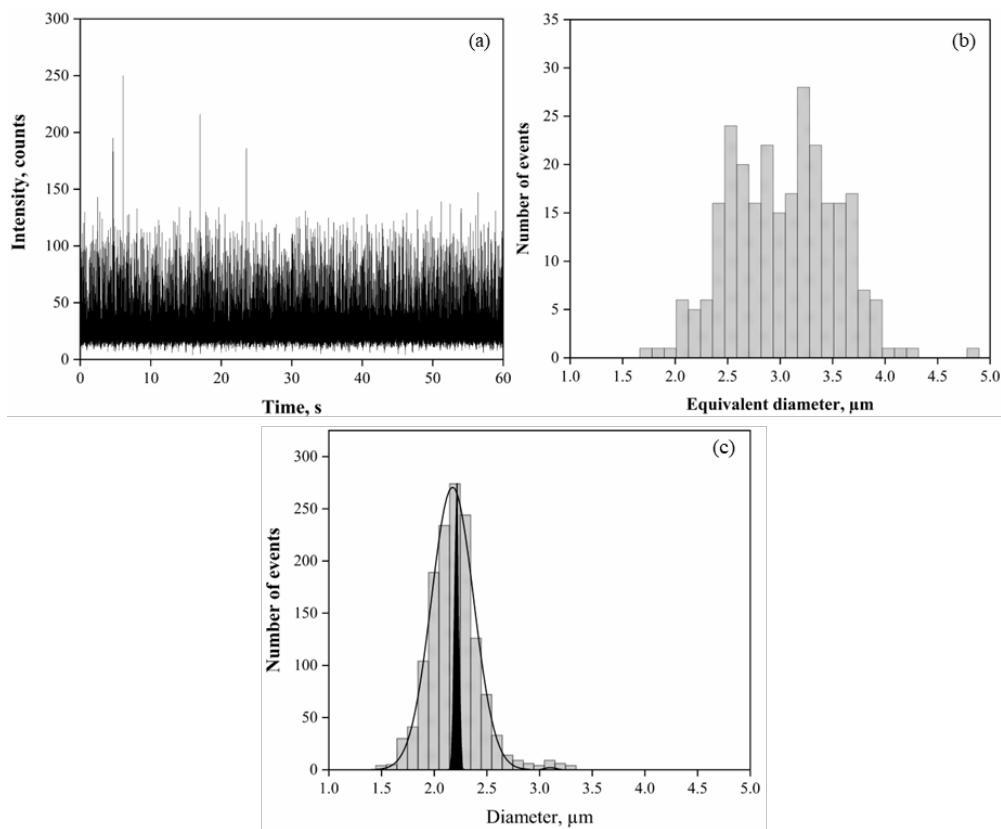 (a)
Intensity, counts
300
250
200
150
100
50
0
0 10 20 30 40 50 60
Time, s
(b)
Number of events
35
30
25
20
15
10
5
0
1.0 1.5 2.0 2.5 3.0 3.5 4.0 4.5 5.0
Equivalent diameter, µm
(c)
Number of events
300
250
200
150
100
50
0
1.0 1.5 2.0 2.5 3.0 3.5 4.0 4.5 5.0
Diameter, µm